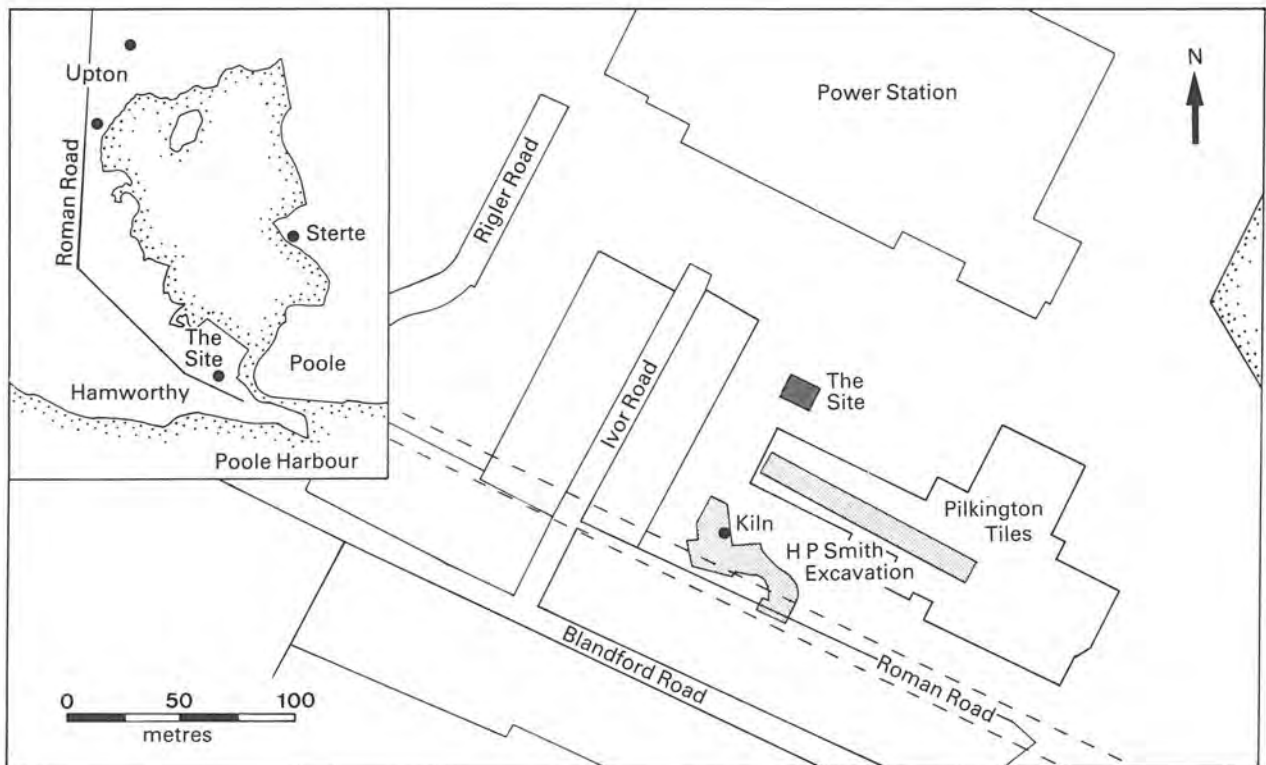 Upton
Roman Road
Sterte
The
Site
Poole
Hamworthy
Poole Harbour
Power Station
N
Rigler Road
Ivor Road
The
Site
Kiln
H P Smith
Excavation
Pilkington
Tiles
Blandford Road
Roman Road
0 50 100
metres